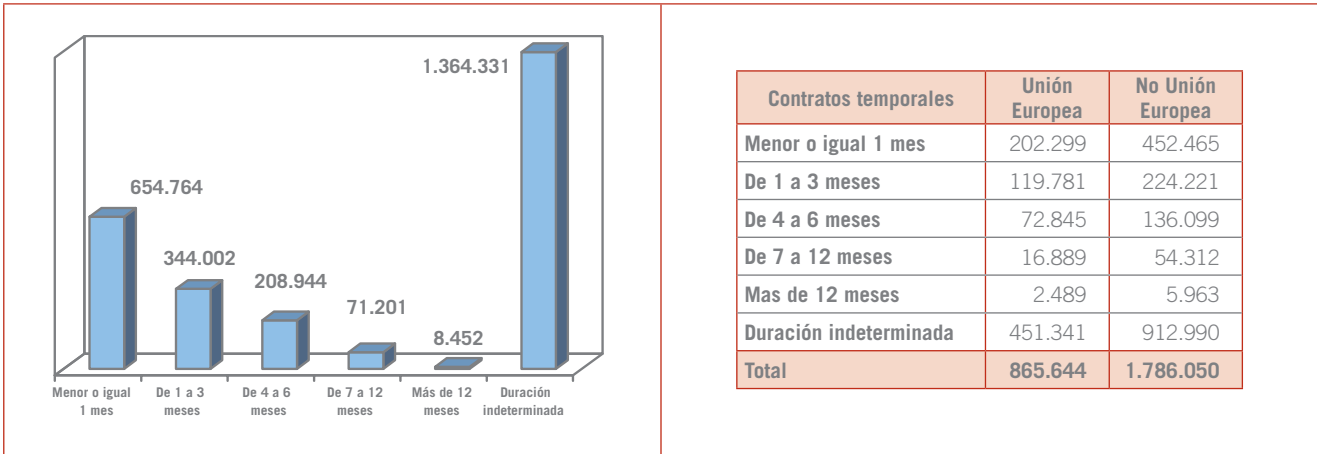 1.364.331
654.764
344.002
208.944
71.201
8.452
Menor o igual
1 mes
De 1 a 3
meses
De 4 a 6
meses
De 7 a 12
meses
Más de 12
meses
Duración
indeterminada
Contratos temporales | Unión Europea | No Unión Europea
Menor o igual 1 mes 202.299 452.465
De 1 a 3 meses 119.781 224.221
De 4 a 6 meses 72.845 136.099
De 7 a 12 meses 16.889 54.312
Mas de 12 meses 2.489 5.963
Duración indeterminada 451.341 912.990
Total 865.644 1.786.050